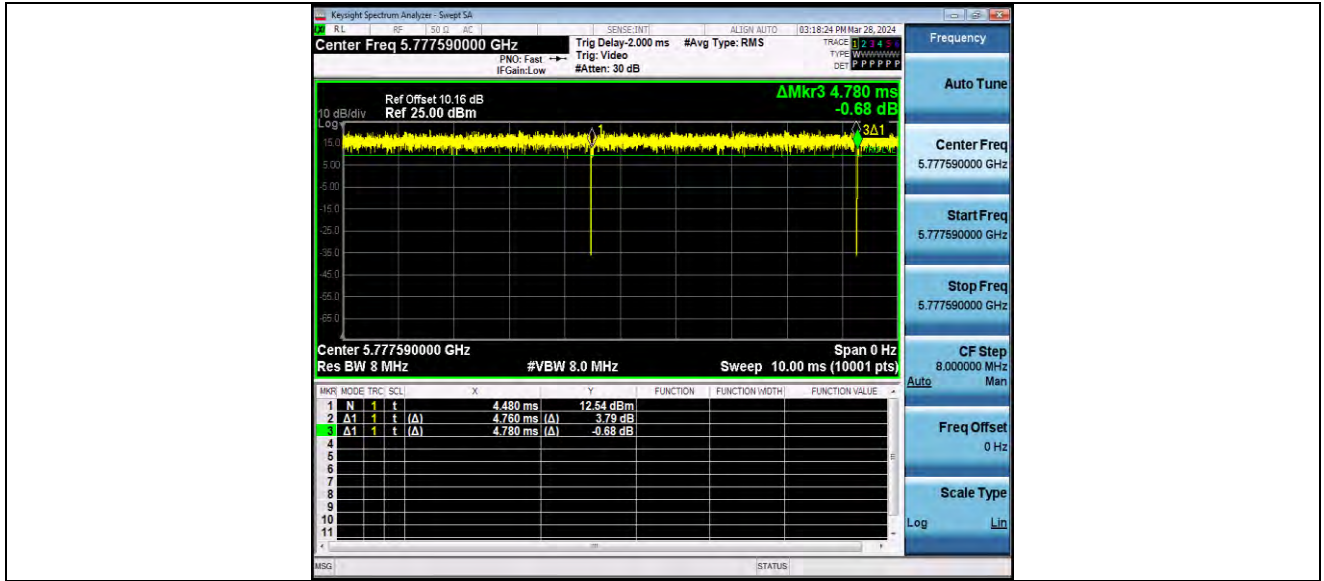 Keysight Spectrum Analyzer - Swept SA
RL RF 50 Ω AC SENSE:INT ALIGN AUTO 03:18:24 PM Mar 28, 2024
Center Freq 5.777590000 GHz
PNO: Fast
IFGain:Low
Trig Delay-2.000 ms
Trig: Video
#Atten: 30 dB
#Avg Type: RMS
TRACE 1 2 3 4 5 6
TYPE WWWWWW
DET P P P P P P
ΔMkr3 4.780 ms
-0.68 dB
10 dB/div
Log
Ref Offset 10.16 dB
Ref 25.00 dBm
1
3Δ1
15.0
5.00
-5.00
-15.0
-25.0
-35.0
-45.0
-55.0
-65.0
Center 5.777590000 GHz Span 0 Hz
Res BW 8 MHz #VBW 8.0 MHz Sweep 10.00 ms (10001 pts)
MKR MODE TRC SCL X Y FUNCTION FUNCTION WIDTH FUNCTION VALUE
1 N 1 t 4.480 ms 12.54 dBm
2 Δ1 1 t (Δ) 4.760 ms (Δ) 3.79 dB
3 Δ1 1 t (Δ) 4.780 ms (Δ) -0.68 dB
4
5
6
7
8
9
10
11
MSG STATUS
Frequency
Auto Tune
Center Freq
5.777590000 GHz
Start Freq
5.777590000 GHz
Stop Freq
5.777590000 GHz
CF Step
8.000000 MHz
Auto Man
Freq Offset
0 Hz
Scale Type
Log Lin